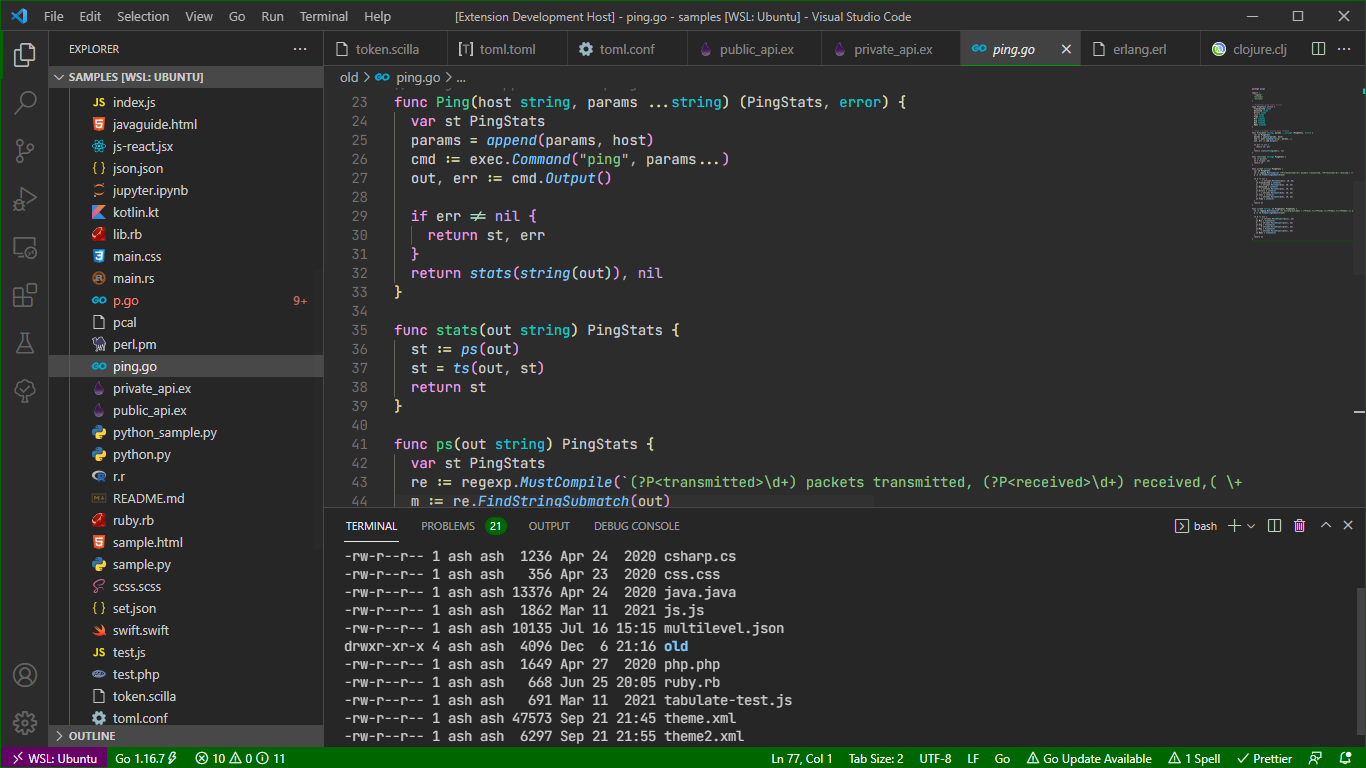 File Edit Selection View Go Run Terminal Help [Extension Development Host] - ping.go - samples [WSL: Ubuntu] - Visual Studio Code
EXPLORER ...
SAMPLES [WSL: UBUNTU]
JS index.js
javaguide.html
js-react.jsx
{ } json.json
jupyter.ipynb
kotlin.kt
lib.rb
main.css
main.rs
GO p.go 9+
pcal
perl.pm
GO ping.go
private_api.ex
public_api.ex
python_sample.py
python.py
r.r
README.md
ruby.rb
sample.html
sample.py
scss.scss
{ } set.json
swift.swift
JS test.js
test.php
token.scilla
toml.conf
OUTLINE
token.scilla [T] toml.toml toml.conf public_api.ex private_api.ex GO ping.go erlang.erl clojure.clj ...
old > GO ping.go > ...
23 func Ping(host string, params ...string) (PingStats, error) {
24 var st PingStats
25 params = append(params, host)
26 cmd := exec.Command("ping", params...)
27 out, err := cmd.Output()
28
29 if err ≠ nil {
30 return st, err
31 }
32 return stats(string(out)), nil
33 }
34
35 func stats(out string) PingStats {
36 st := ps(out)
37 st = ts(out, st)
38 return st
39 }
40
41 func ps(out string) PingStats {
42 var st PingStats
43 re := regexp.MustCompile(`(?P<transmitted>\d+) packets transmitted, (?P<received>\d+) received,( \+
44 m := re.FindStringSubmatch(out)
TERMINAL PROBLEMS 21 OUTPUT DEBUG CONSOLE bash
-rw-r--r-- 1 ash ash 1236 Apr 24 2020 csharp.cs
-rw-r--r-- 1 ash ash 356 Apr 23 2020 css.css
-rw-r--r-- 1 ash ash 13376 Apr 24 2020 java.java
-rw-r--r-- 1 ash ash 1862 Mar 11 2021 js.js
-rw-r--r-- 1 ash ash 10135 Jul 16 15:15 multilevel.json
drwxr-xr-x 4 ash ash 4096 Dec 6 21:16 old
-rw-r--r-- 1 ash ash 1649 Apr 27 2020 php.php
-rw-r--r-- 1 ash ash 668 Jun 25 20:05 ruby.rb
-rw-r--r-- 1 ash ash 691 Mar 11 2021 tabulate-test.js
-rw-r--r-- 1 ash ash 47573 Sep 21 21:45 theme.xml
-rw-r--r-- 1 ash ash 6297 Sep 21 21:55 theme2.xml
WSL: Ubuntu Go 1.16.7 10 0 11 Ln 77, Col 1 Tab Size: 2 UTF-8 LF Go Go Update Available 1 Spell Prettier